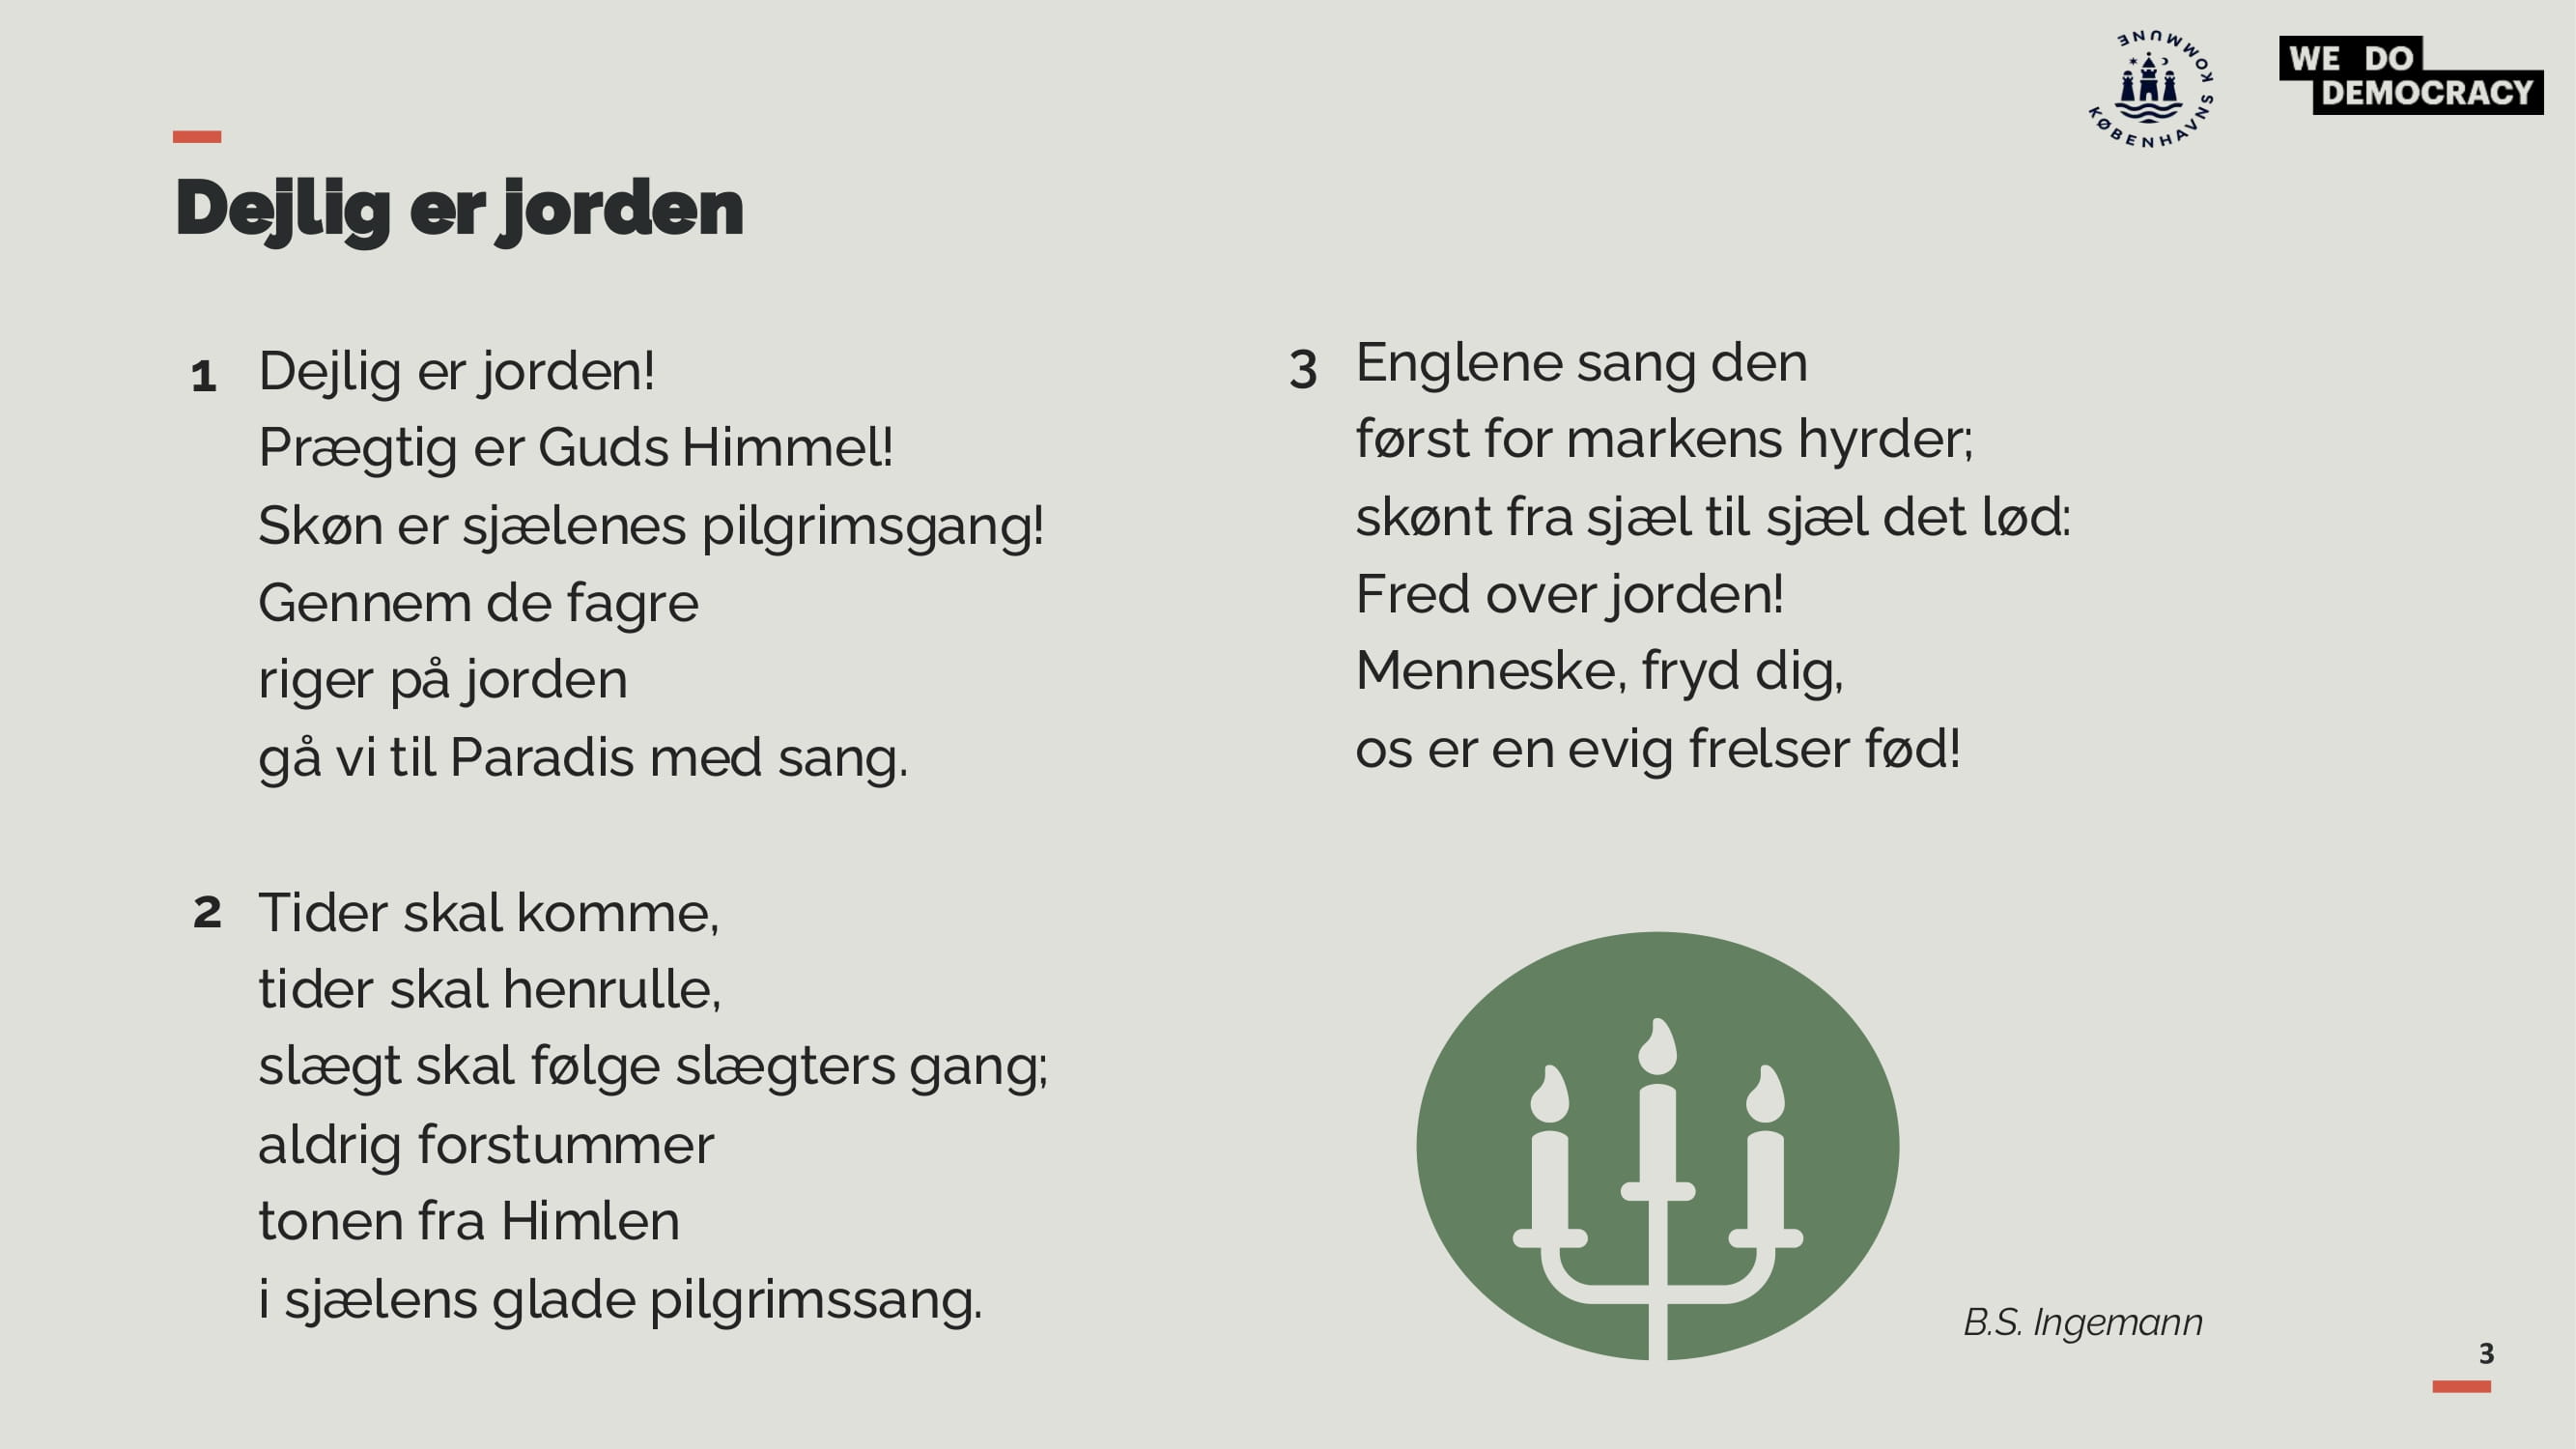 KØBENHAVNS KOMMUNE
WE DO
DEMOCRACY
Dejlig er jorden
1 Dejlig er jorden!
Prægtig er Guds Himmel!
Skøn er sjælenes pilgrimsgang!
Gennem de fagre
riger på jorden
gå vi til Paradis med sang.
2 Tider skal komme,
tider skal henrulle,
slægt skal følge slægters gang;
aldrig forstummer
tonen fra Himlen
i sjælens glade pilgrimssang.
3 Englene sang den
først for markens hyrder;
skønt fra sjæl til sjæl det lød:
Fred over jorden!
Menneske, fryd dig,
os er en evig frelser fød!
B.S. Ingemann
3